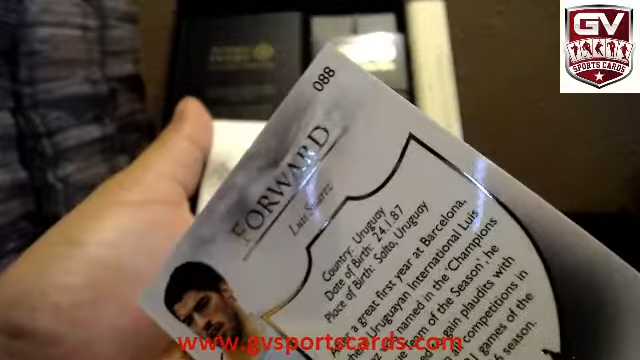 GV
SPORTS CARDS
088
FORWARD
Luis Suarez
Country: Uruguay
Date of Birth: 24.1.87
Place of Birth: Salto, Uruguay
a great first year at Barcelona,
Uruguayan International Luis
named in the 'Champions
of the Season', he
gain plaudits with
competitions in
games of the
season.
www.gvsportscards.com